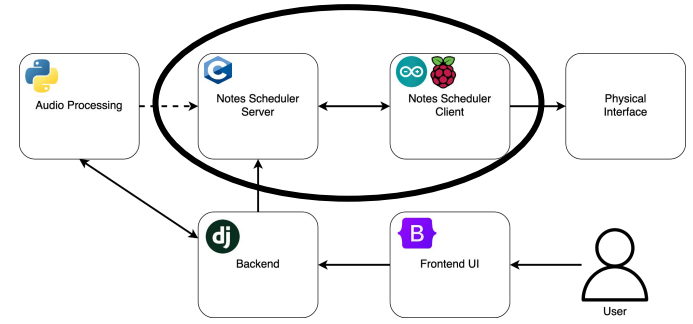 Audio Processing
Notes Scheduler
Server
Notes Scheduler
Client
Physical
Interface
C
dj
Backend
B
Frontend UI
User